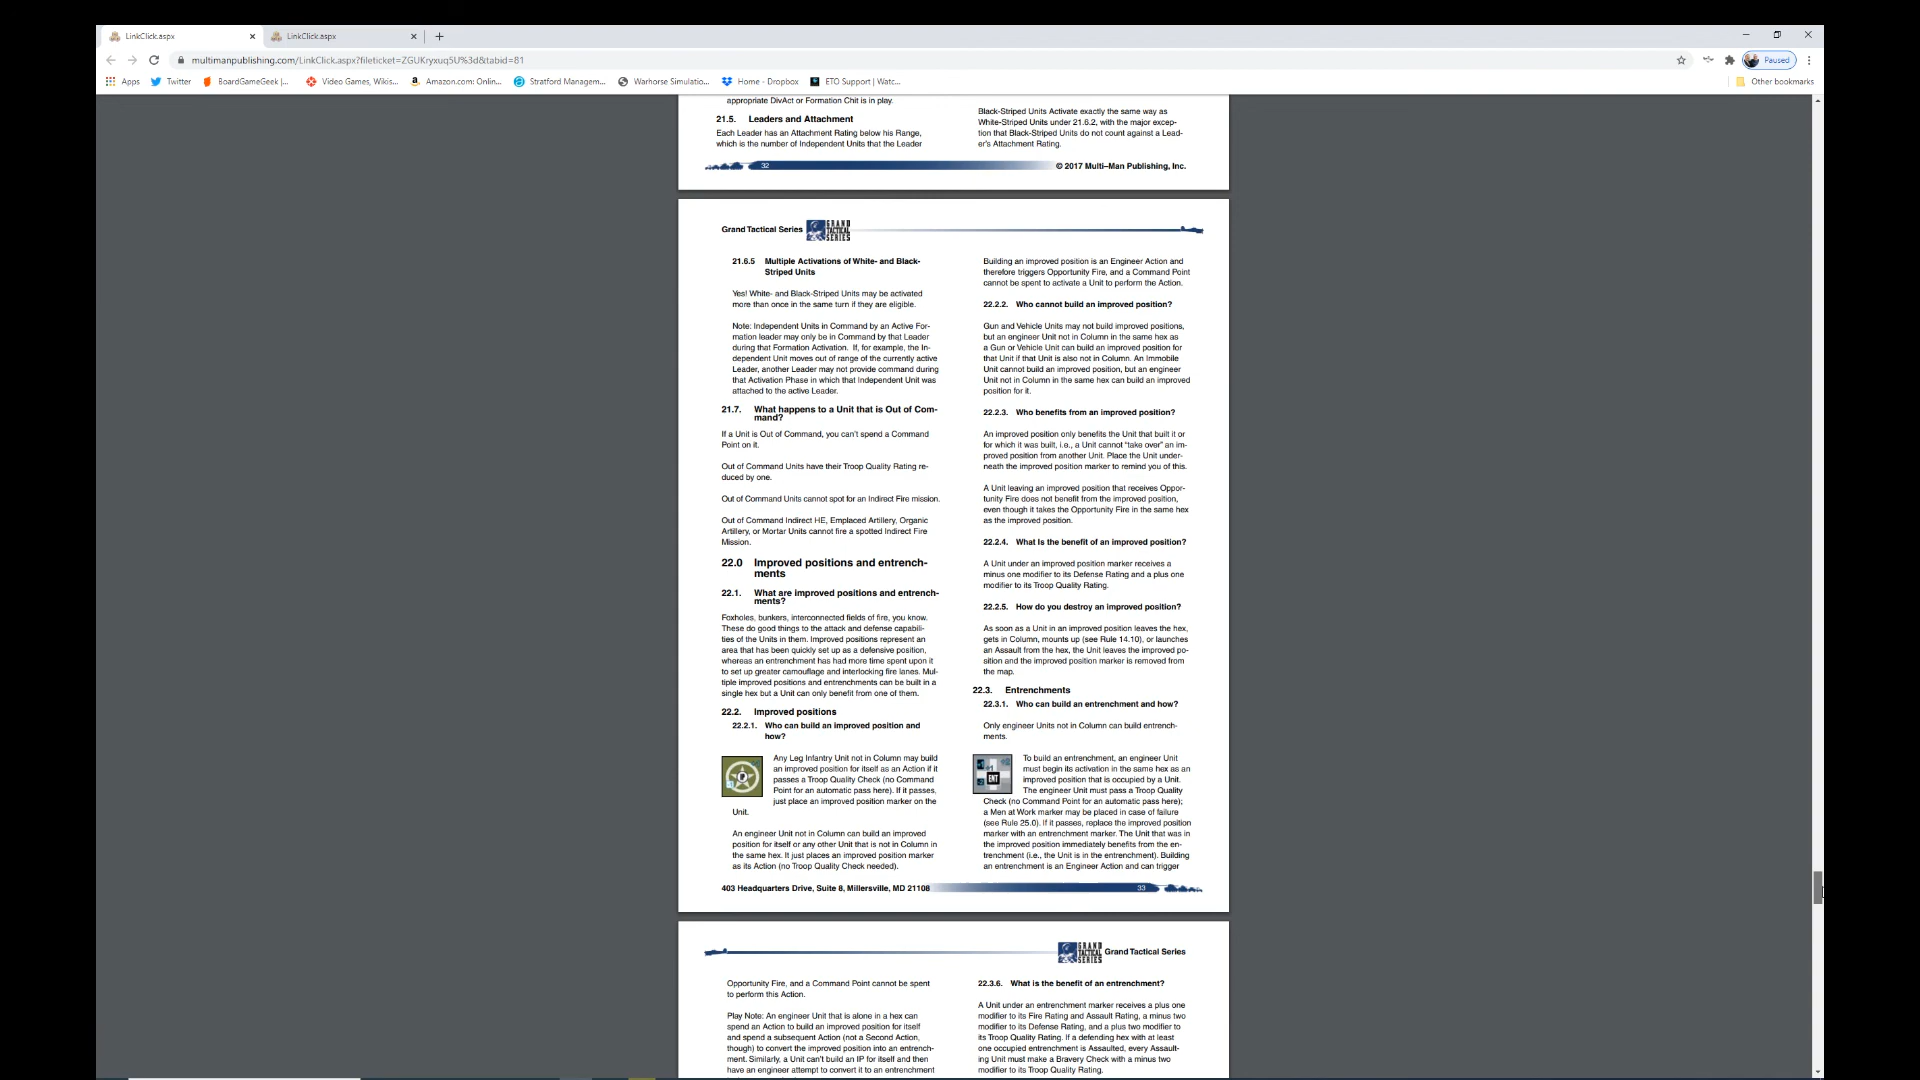 LinkClick.aspx
LinkClick.aspx
multimanpublishing.com/LinkClick.aspx?fileticket=ZGUKryxuq5U%3d&tabid=81
Paused
Apps
Twitter
BoardGameGeek |...
Video Games, Wikis...
Amazon.com: Onlin...
Stratford Managem...
Warhorse Simulatio...
Home - Dropbox
ETO Support | Watc...
Other bookmarks
appropriate DivAct or Formation Chit is in play.
21.5. Leaders and Attachment
Each Leader has an Attachment Rating below his Range,
which is the number of Independent Units that the Leader
Black-Striped Units Activate exactly the same way as
White-Striped Units under 21.6.2, with the major excep-
tion that Black-Striped Units do not count against a Lead-
er's Attachment Rating.
32
© 2017 Multi–Man Publishing, Inc.
Grand Tactical Series
GRAND
TACTICAL
SERIES
21.6.5 Multiple Activations of White- and Black-
Striped Units
Yes! White- and Black-Striped Units may be activated
more than once in the same turn if they are eligible.
Note: Independent Units in Command by an Active For-
mation leader may only be in Command by that Leader
during that Formation Activation. If, for example, the In-
dependent Unit moves out of range of the currently active
Leader, another Leader may not provide command during
that Activation Phase in which that Independent Unit was
attached to the active Leader.
21.7. What happens to a Unit that is Out of Com-
mand?
If a Unit is Out of Command, you can't spend a Command
Point on it.
Out of Command Units have their Troop Quality Rating re-
duced by one.
Out of Command Units cannot spot for an Indirect Fire mission.
Out of Command Indirect HE, Emplaced Artillery, Organic
Artillery, or Mortar Units cannot fire a spotted Indirect Fire
Mission.
22.0 Improved positions and entrench-
ments
22.1. What are improved positions and entrench-
ments?
Foxholes, bunkers, interconnected fields of fire, you know.
These do good things to the attack and defense capabili-
ties of the Units in them. Improved positions represent an
area that has been quickly set up as a defensive position,
whereas an entrenchment has had more time spent upon it
to set up greater camouflage and interlocking fire lanes. Mul-
tiple improved positions and entrenchments can be built in a
single hex but a Unit can only benefit from one of them.
22.2. Improved positions
22.2.1. Who can build an improved position and
how?
Any Leg Infantry Unit not in Column may build
an improved position for itself as an Action if it
passes a Troop Quality Check (no Command
Point for an automatic pass here). If it passes,
just place an improved position marker on the
Unit.
An engineer Unit not in Column can build an improved
position for itself or any other Unit that is not in Column in
the same hex. It just places an improved position marker
as its Action (no Troop Quality Check needed).
Building an improved position is an Engineer Action and
therefore triggers Opportunity Fire, and a Command Point
cannot be spent to activate a Unit to perform the Action.
22.2.2. Who cannot build an improved position?
Gun and Vehicle Units may not build improved positions,
but an engineer Unit not in Column in the same hex as
a Gun or Vehicle Unit can build an improved position for
that Unit if that Unit is also not in Column. An Immobile
Unit cannot build an improved position, but an engineer
Unit not in Column in the same hex can build an improved
position for it.
22.2.3. Who benefits from an improved position?
An improved position only benefits the Unit that built it or
for which it was built, i.e., a Unit cannot "take over" an im-
proved position from another Unit. Place the Unit under-
neath the improved position marker to remind you of this.
A Unit leaving an improved position that receives Oppor-
tunity Fire does not benefit from the improved position,
even though it takes the Opportunity Fire in the same hex
as the improved position.
22.2.4. What Is the benefit of an improved position?
A Unit under an improved position marker receives a
minus one modifier to its Defense Rating and a plus one
modifier to its Troop Quality Rating.
22.2.5. How do you destroy an improved position?
As soon as a Unit in an improved position leaves the hex,
gets in Column, mounts up (see Rule 14.10), or launches
an Assault from the hex, the Unit leaves the improved po-
sition and the improved position marker is removed from
the map.
22.3. Entrenchments
22.3.1. Who can build an entrenchment and how?
Only engineer Units not in Column can build entrench-
ments.
ENT
To build an entrenchment, an engineer Unit
must begin its activation in the same hex as an
improved position that is occupied by a Unit.
The engineer Unit must pass a Troop Quality
Check (no Command Point for an automatic pass here);
a Men at Work marker may be placed in case of failure
(see Rule 25.0). If it passes, replace the improved position
marker with an entrenchment marker. The Unit that was in
the improved position immediately benefits from the en-
trenchment (i.e., the Unit is in the entrenchment). Building
an entrenchment is an Engineer Action and can trigger
403 Headquarters Drive, Suite 8, Millersville, MD 21108
33
GRAND
TACTICAL
SERIES
Grand Tactical Series
Opportunity Fire, and a Command Point cannot be spent
to perform this Action.
Play Note: An engineer Unit that is alone in a hex can
spend an Action to build an improved position for itself
and spend a subsequent Action (not a Second Action,
though) to convert the improved position into an entrench-
ment. Similarly, a Unit can't build an IP for itself and then
have an engineer attempt to convert it to an entrenchment
22.3.6. What is the benefit of an entrenchment?
A Unit under an entrenchment marker receives a plus one
modifier to its Fire Rating and Assault Rating, a minus two
modifier to its Defense Rating, and a plus two modifier to
its Troop Quality Rating. If a defending hex with at least
one occupied entrenchment is Assaulted, every Assault-
ing Unit must make a Bravery Check with a minus two
modifier to its Troop Quality Rating.